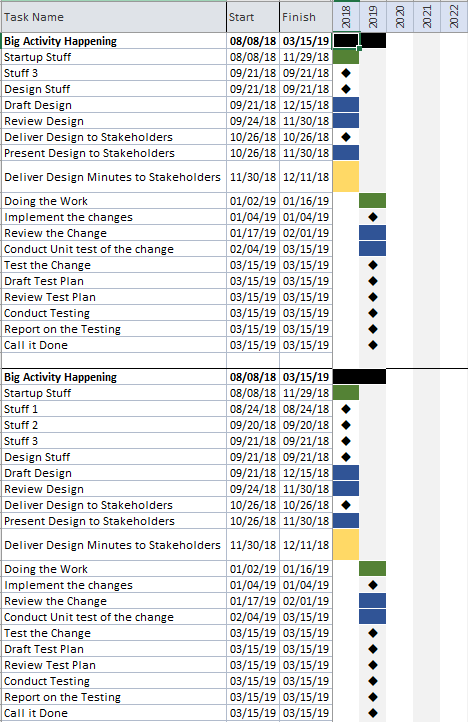 Task Name Start Finish 2018 2019 2020 2021 2022
Big Activity Happening 08/08/18 03/15/19
Startup Stuff 08/08/18 11/29/18
Stuff 3 09/21/18 09/21/18
Design Stuff 09/21/18 09/21/18
Draft Design 09/21/18 12/15/18
Review Design 09/24/18 11/30/18
Deliver Design to Stakeholders 10/26/18 10/26/18
Present Design to Stakeholders 10/26/18 11/30/18
Deliver Design Minutes to Stakeholders 11/30/18 12/11/18
Doing the Work 01/02/19 01/16/19
Implement the changes 01/04/19 01/04/19
Review the Change 01/17/19 02/01/19
Conduct Unit test of the change 02/04/19 03/15/19
Test the Change 03/15/19 03/15/19
Draft Test Plan 03/15/19 03/15/19
Review Test Plan 03/15/19 03/15/19
Conduct Testing 03/15/19 03/15/19
Report on the Testing 03/15/19 03/15/19
Call it Done 03/15/19 03/15/19
Big Activity Happening 08/08/18 03/15/19
Startup Stuff 08/08/18 11/29/18
Stuff 1 08/24/18 08/24/18
Stuff 2 09/20/18 09/20/18
Stuff 3 09/21/18 09/21/18
Design Stuff 09/21/18 09/21/18
Draft Design 09/21/18 12/15/18
Review Design 09/24/18 11/30/18
Deliver Design to Stakeholders 10/26/18 10/26/18
Present Design to Stakeholders 10/26/18 11/30/18
Deliver Design Minutes to Stakeholders 11/30/18 12/11/18
Doing the Work 01/02/19 01/16/19
Implement the changes 01/04/19 01/04/19
Review the Change 01/17/19 02/01/19
Conduct Unit test of the change 02/04/19 03/15/19
Test the Change 03/15/19 03/15/19
Draft Test Plan 03/15/19 03/15/19
Review Test Plan 03/15/19 03/15/19
Conduct Testing 03/15/19 03/15/19
Report on the Testing 03/15/19 03/15/19
Call it Done 03/15/19 03/15/19